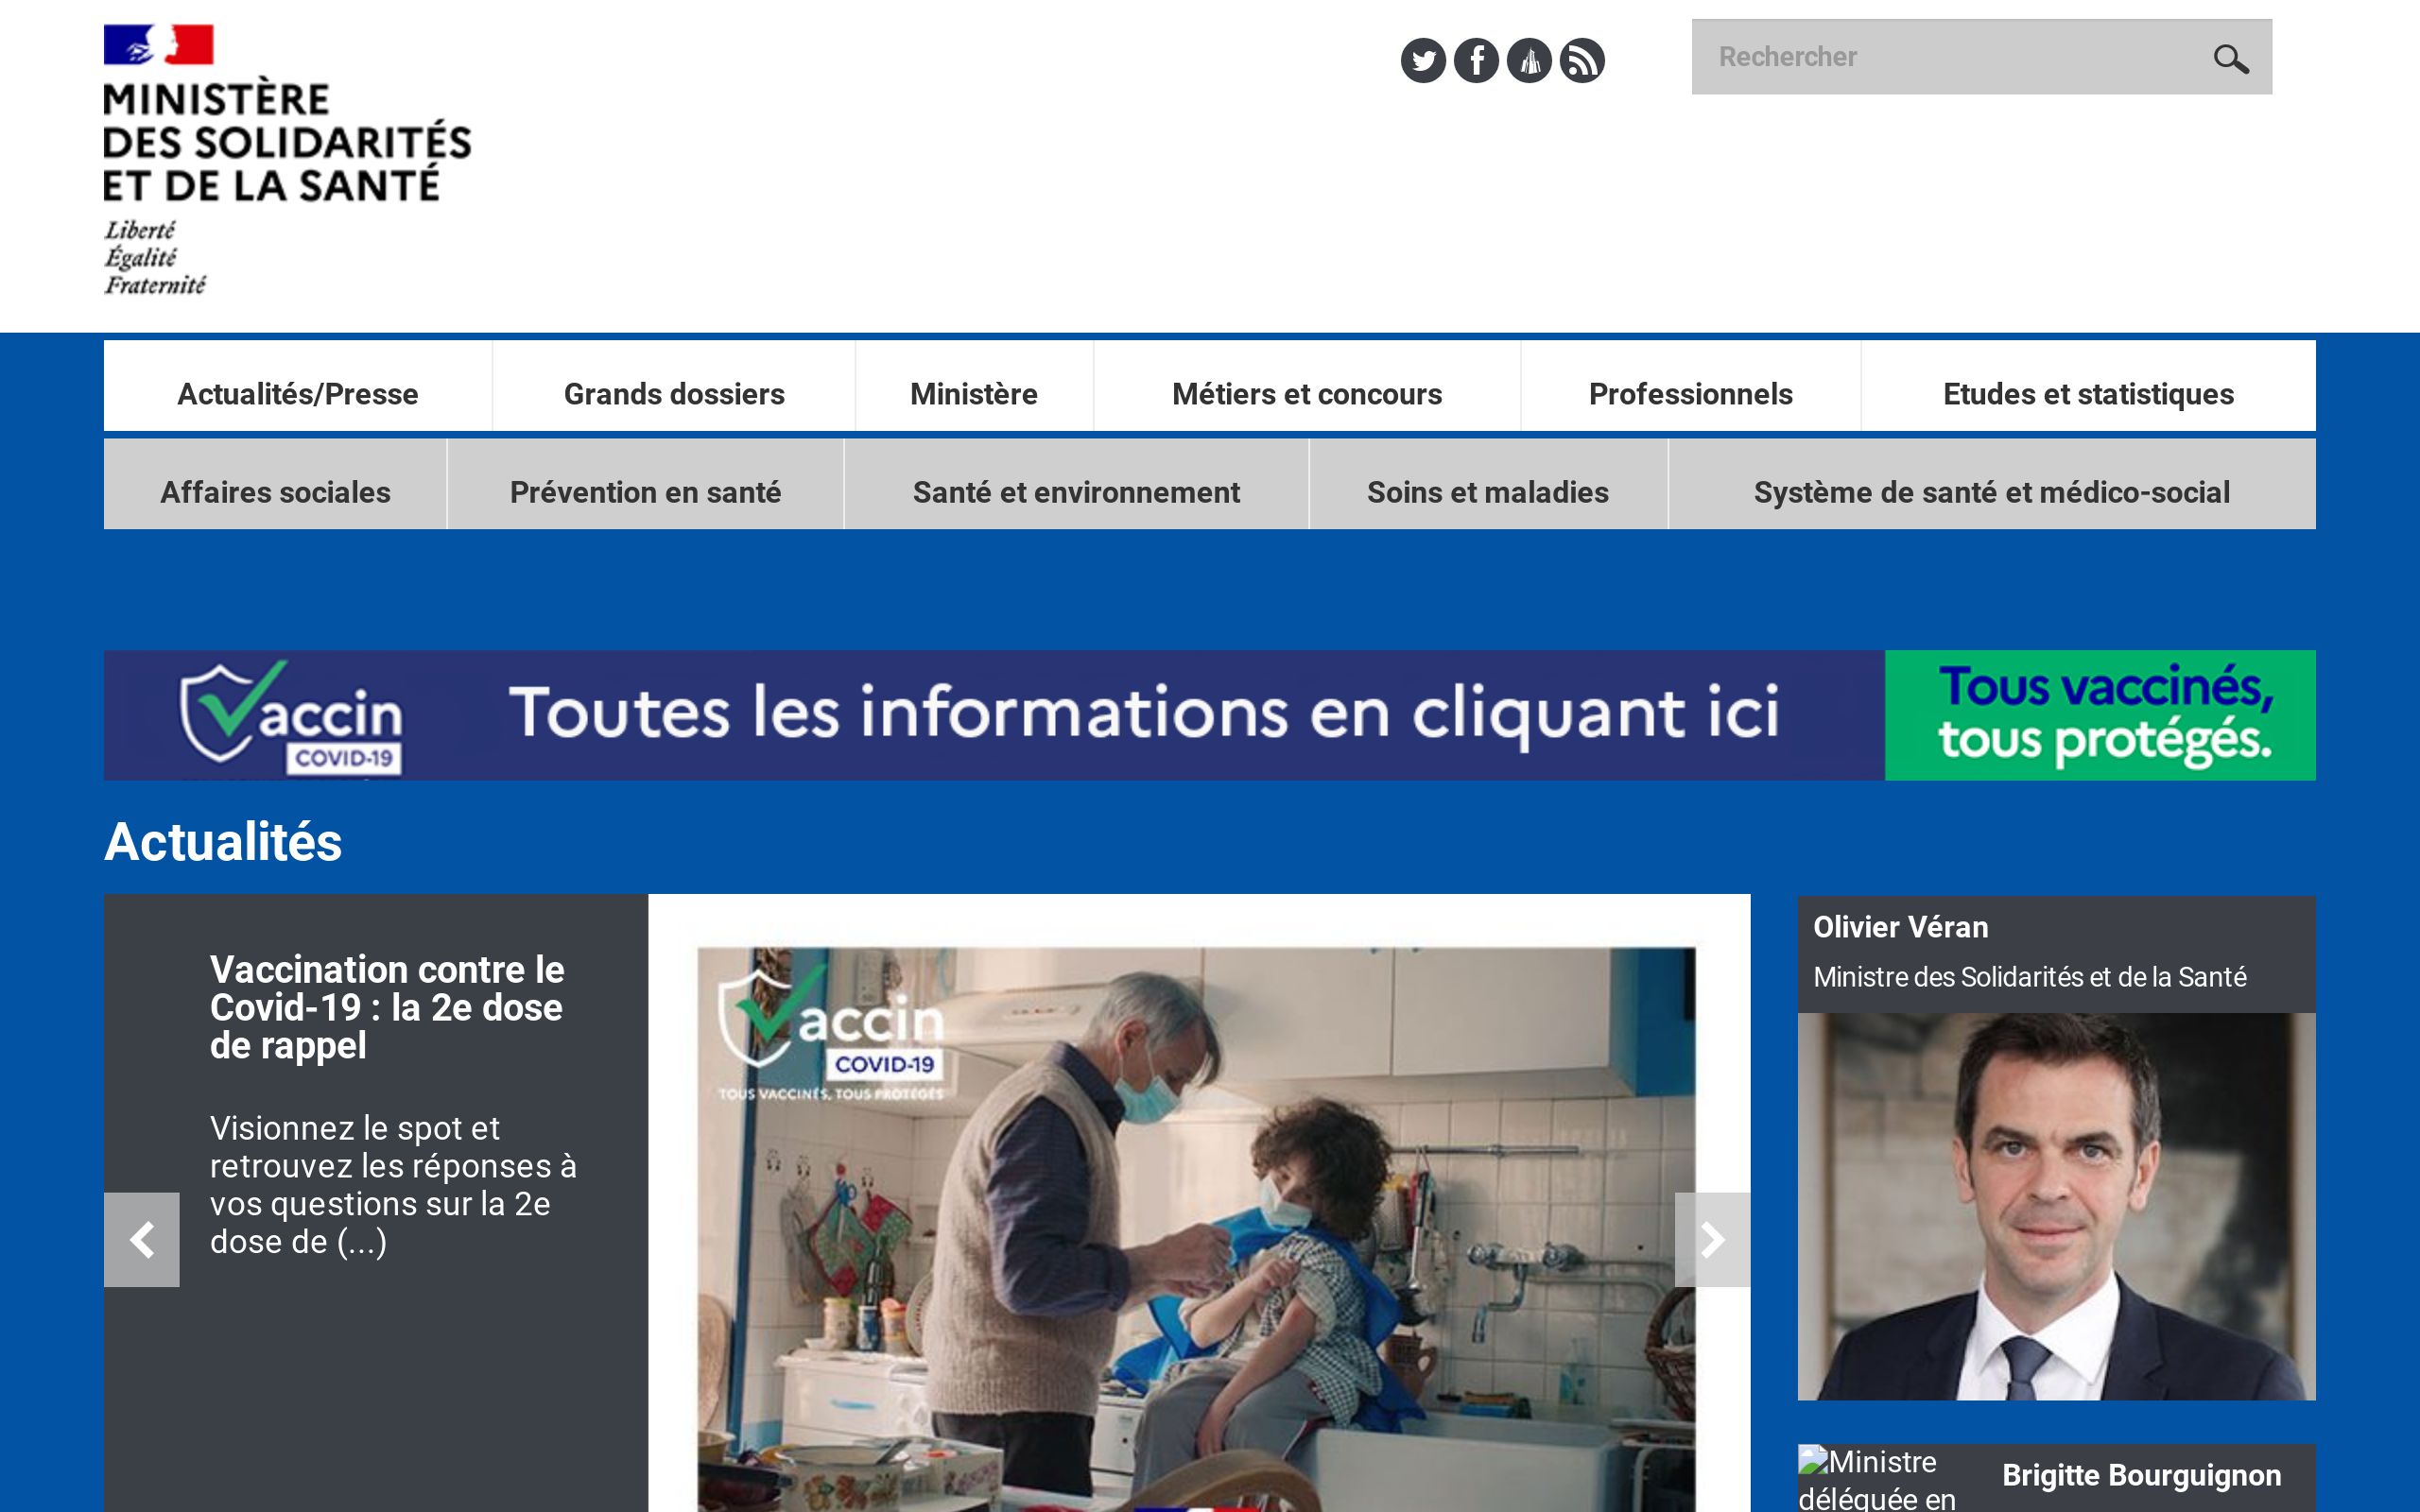 MINISTÈRE
DES SOLIDARITÉS
ET DE LA SANTÉ
Liberté
Égalité
Fraternité
Rechercher
Actualités/Presse
Grands dossiers
Ministère
Métiers et concours
Professionnels
Etudes et statistiques
Affaires sociales
Prévention en santé
Santé et environnement
Soins et maladies
Système de santé et médico-social
Vaccin
COVID-19
Toutes les informations en cliquant ici
Tous vaccinés,
tous protégés.
Actualités
Vaccination contre le
Covid-19 : la 2e dose
de rappel
Visionnez le spot et
retrouvez les réponses à
vos questions sur la 2e
dose de (...)
Vaccin
COVID-19
TOUS VACCINÉS, TOUS PROTÉGÉS
Olivier Véran
Ministre des Solidarités et de la Santé
Ministre
déléguée en
Brigitte Bourguignon